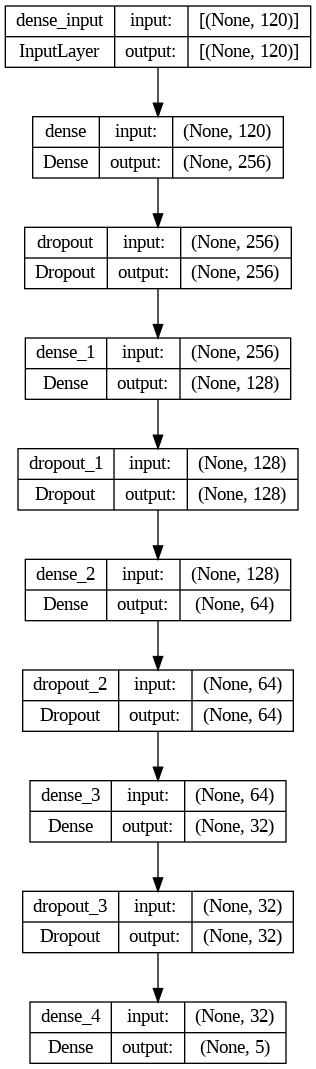 dense_input input: [(None, 120)]
InputLayer output: [(None, 120)]
dense input: (None, 120)
Dense output: (None, 256)
dropout input: (None, 256)
Dropout output: (None, 256)
dense_1 input: (None, 256)
Dense output: (None, 128)
dropout_1 input: (None, 128)
Dropout output: (None, 128)
dense_2 input: (None, 128)
Dense output: (None, 64)
dropout_2 input: (None, 64)
Dropout output: (None, 64)
dense_3 input: (None, 64)
Dense output: (None, 32)
dropout_3 input: (None, 32)
Dropout output: (None, 32)
dense_4 input: (None, 32)
Dense output: (None, 5)